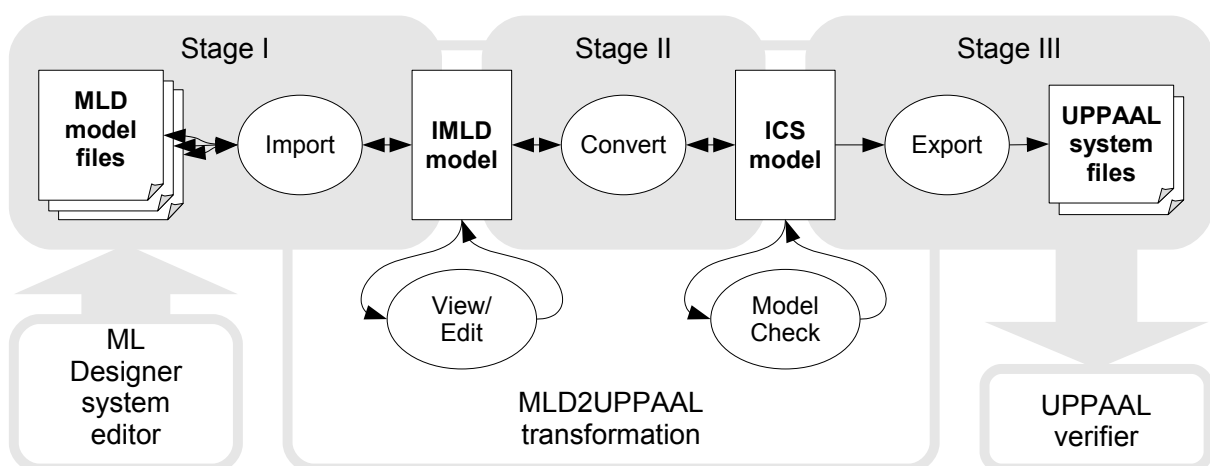 Stage I
Stage II
Stage III
MLD
model
files
Import
IMLD
model
Convert
ICS
model
Export
UPPAAL
system
files
View/
Edit
Model
Check
ML
Designer
system
editor
MLD2UPPAAL
transformation
UPPAAL
verifier